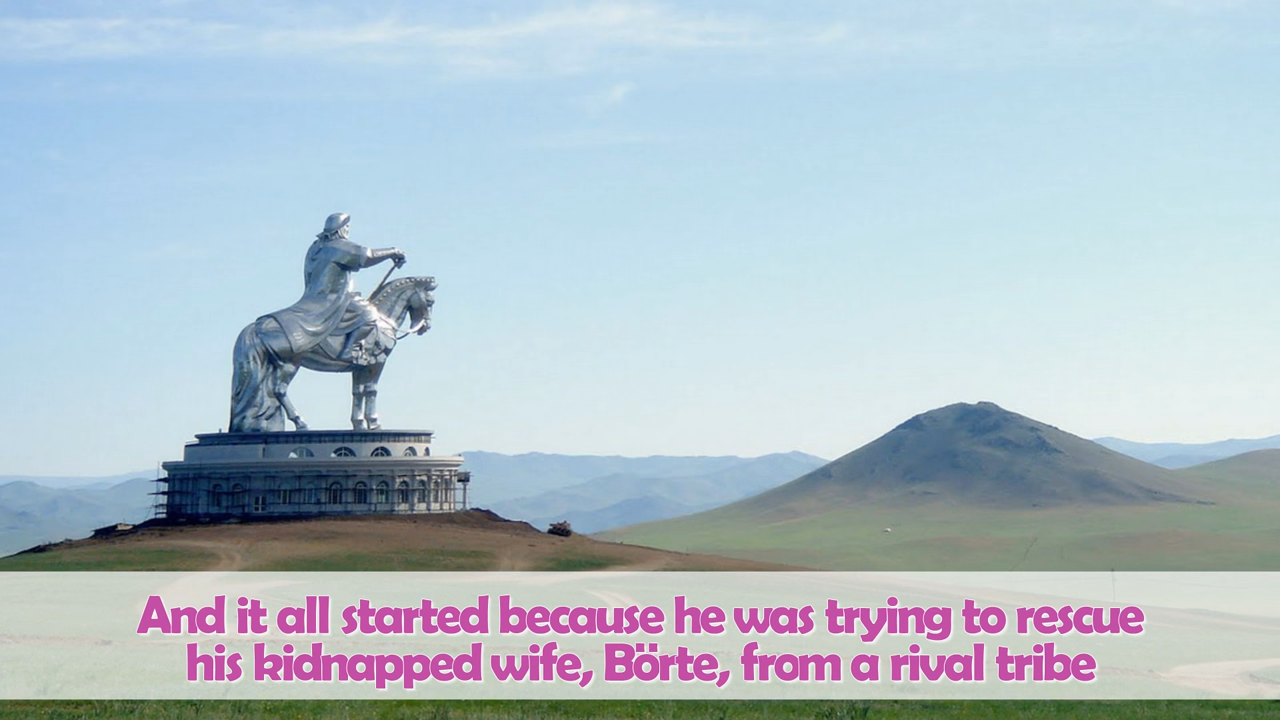 And it all started because he was trying to rescue
his kidnapped wife, Börte, from a rival tribe